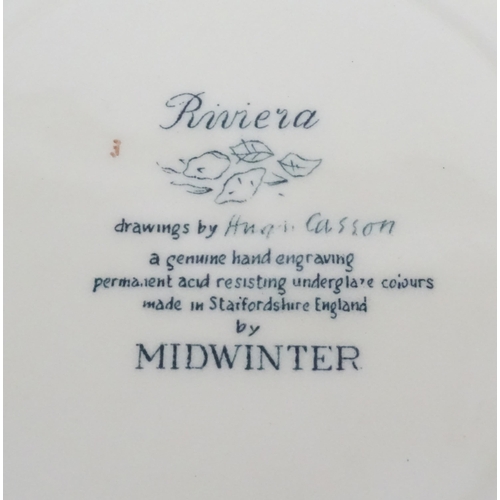 Riviera
drawings by Hugh Casson
a genuine hand engraving
permanent acid resisting underglaze colours
made in Staffordshire England
by
MIDWINTER